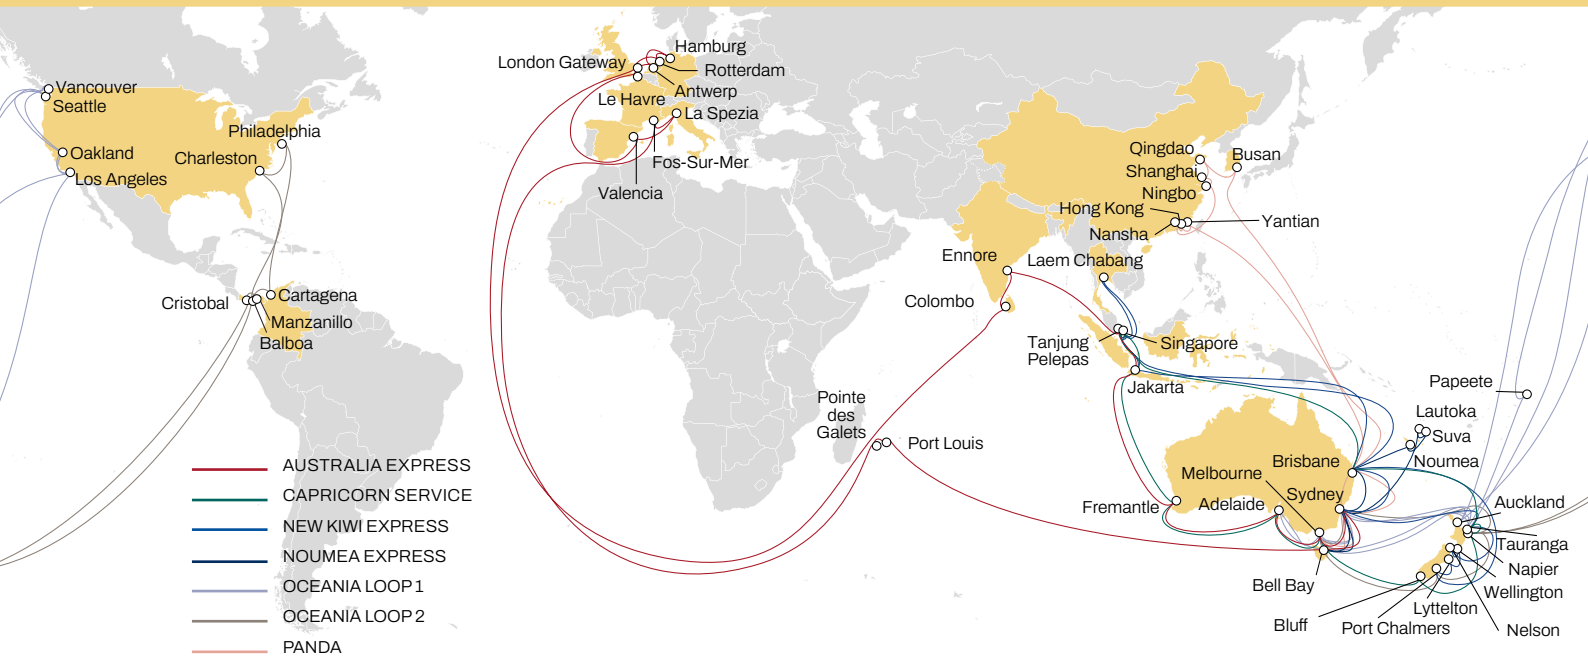 Vancouver
Seattle
Oakland
Los Angeles
Philadelphia
Charleston
Cristobal
Cartagena
Manzanillo
Balboa
London Gateway
Hamburg
Rotterdam
Antwerp
Le Havre
La Spezia
Fos-Sur-Mer
Valencia
Qingdao
Busan
Shanghai
Ningbo
Hong Kong
Yantian
Nansha
Ennore
Laem Chabang
Colombo
Tanjung
Pelepas
Singapore
Jakarta
Pointe
des
Galets
Port Louis
Papeete
Lautoka
Suva
Noumea
Brisbane
Melbourne
Sydney
Adelaide
Fremantle
Auckland
Tauranga
Napier
Wellington
Bell Bay
Lyttelton
Bluff
Port Chalmers
Nelson
AUSTRALIA EXPRESS
CAPRICORN SERVICE
NEW KIWI EXPRESS
NOUMEA EXPRESS
OCEANIA LOOP 1
OCEANIA LOOP 2
PANDA